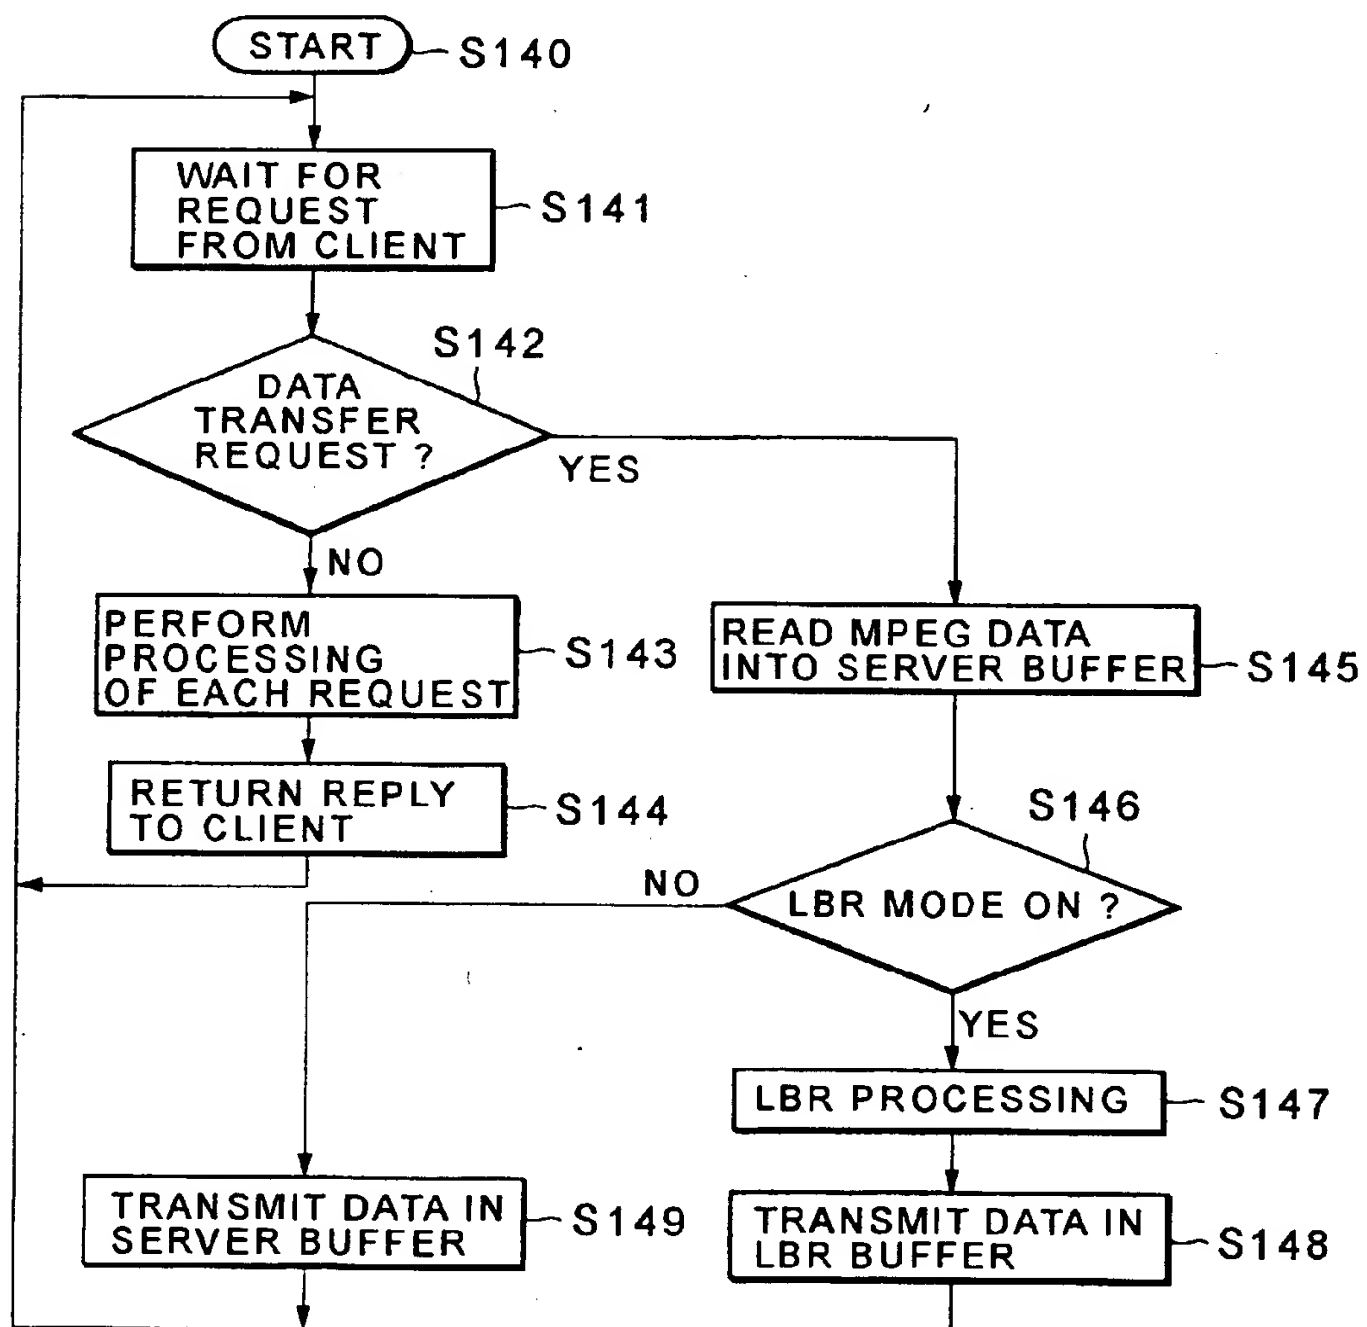 START
S140
WAIT FOR
REQUEST
FROM CLIENT
S141
S142
DATA
TRANSFER
REQUEST ?
YES
NO
PERFORM
PROCESSING
OF EACH REQUEST
S143
READ MPEG DATA
INTO SERVER BUFFER
S145
RETURN REPLY
TO CLIENT
S144
S146
LBR MODE ON ?
NO
YES
LBR PROCESSING
S147
TRANSMIT DATA IN
SERVER BUFFER
S149
TRANSMIT DATA IN
LBR BUFFER
S148